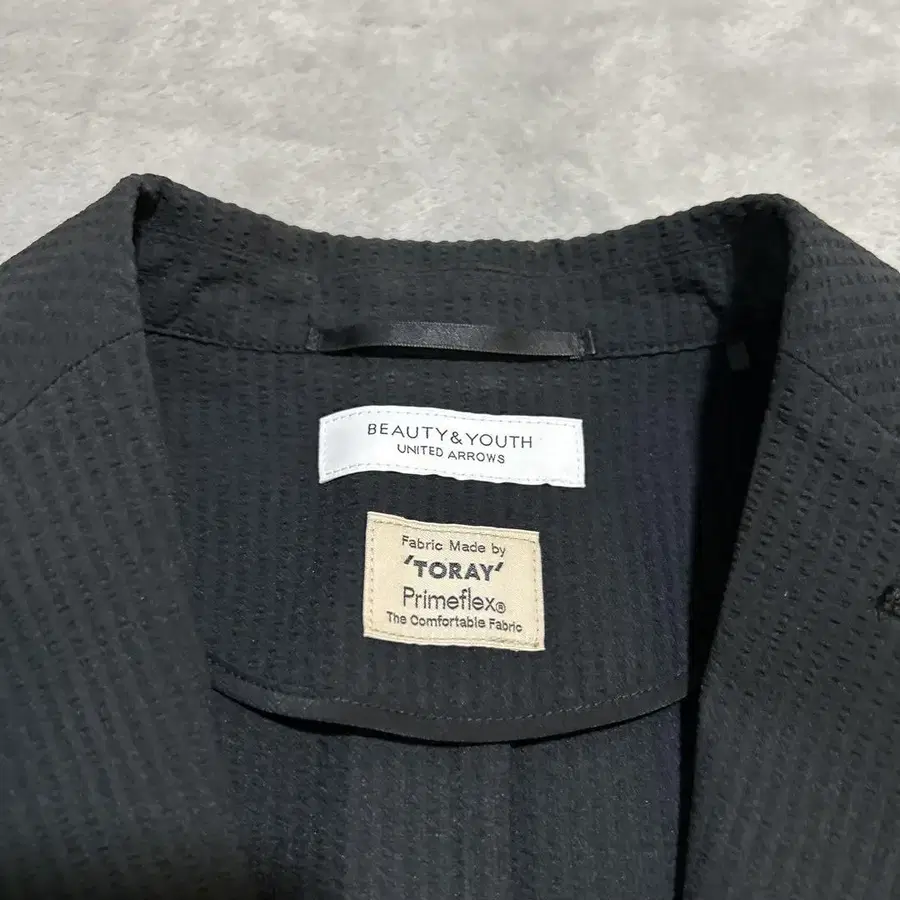 BEAUTY&YOUTH
UNITED ARROWS
Fabric Made by
'TORAY'
Primeflex®
The Comfortable Fabric